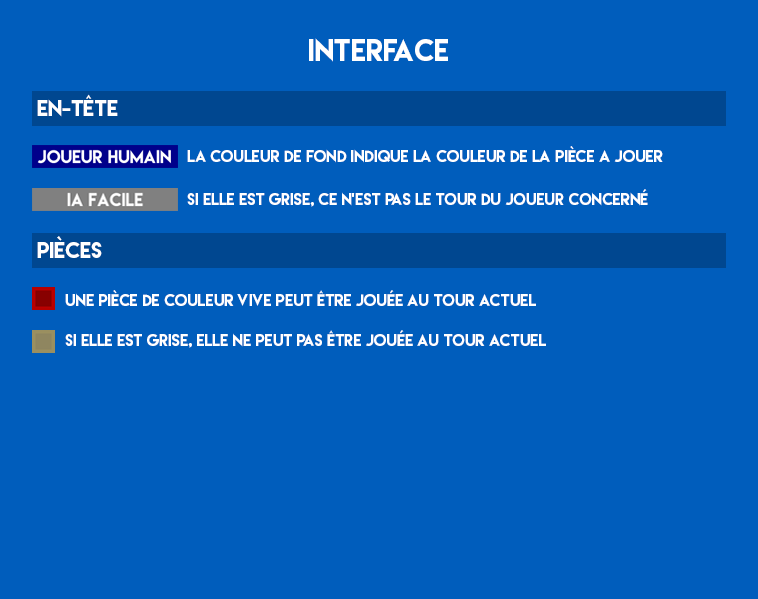 INTERFACE
EN-TÊTE
JOUEUR HUMAIN LA COULEUR DE FOND INDIQUE LA COULEUR DE LA PIÈCE A JOUER
IA FACILE SI ELLE EST GRISE, CE N'EST PAS LE TOUR DU JOUEUR CONCERNÉ
PIÈCES
UNE PIÈCE DE COULEUR VIVE PEUT ÊTRE JOUÉE AU TOUR ACTUEL
SI ELLE EST GRISE, ELLE NE PEUT PAS ÊTRE JOUÉE AU TOUR ACTUEL